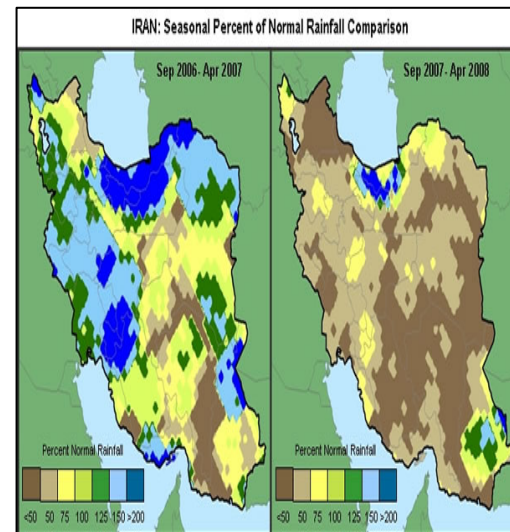 IRAN: Seasonal Percent of Normal Rainfall Comparison
Sep 2006- Apr 2007
Sep 2007- Apr 2008
Percent Normal Rainfall
<50 50 75 100 125 150 >200
Percent Normal Rainfall
<50 50 75 100 125 150 >200